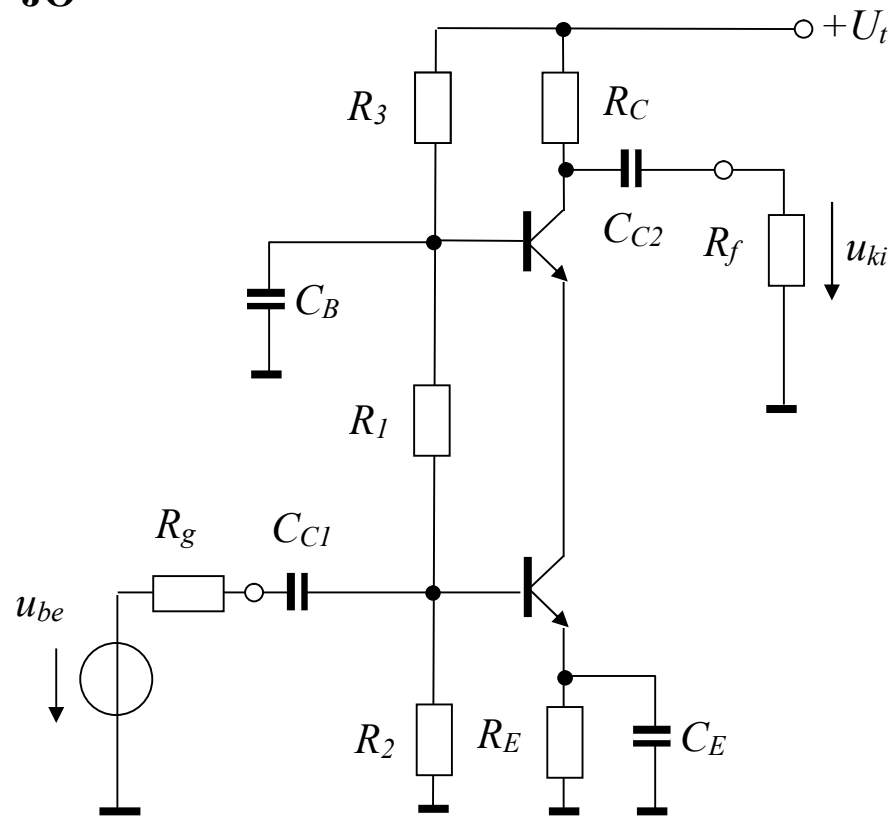 +U_t
R_3
R_C
C_C2
R_f
u_ki
C_B
R_1
R_g
C_C1
u_be
R_2
R_E
C_E